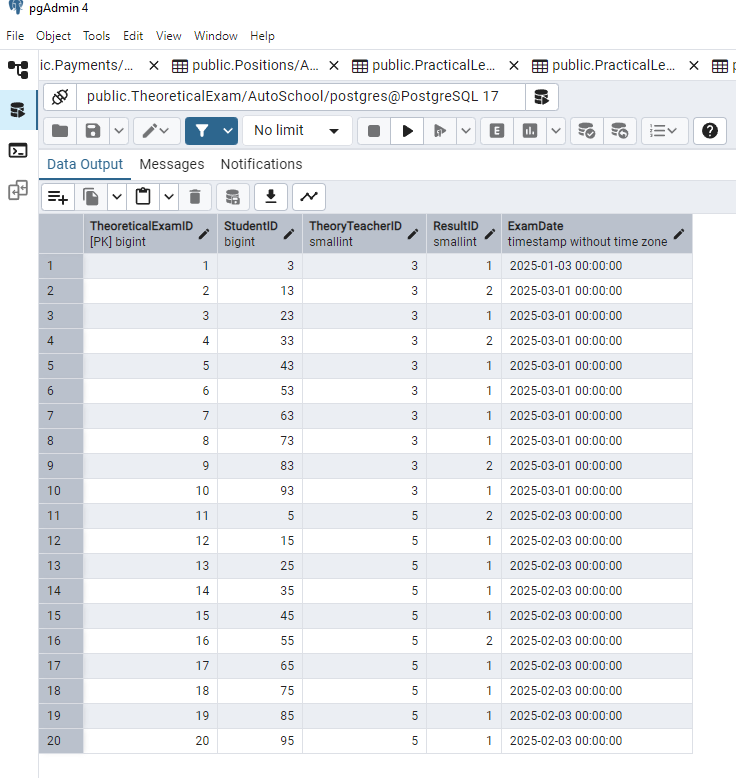 pgAdmin 4
File Object Tools Edit View Window Help
ic.Payments/... public.Positions/A... public.PracticalLe... public.PracticalLe... p
public.TheoreticalExam/AutoSchool/postgres@PostgreSQL 17
No limit E
Data Output Messages Notifications
TheoreticalExamID StudentID TheoryTeacherID ResultID ExamDate
[PK] bigint bigint smallint smallint timestamp without time zone
1 1 3 3 1 2025-01-03 00:00:00
2 2 13 3 2 2025-03-01 00:00:00
3 3 23 3 1 2025-03-01 00:00:00
4 4 33 3 2 2025-03-01 00:00:00
5 5 43 3 1 2025-03-01 00:00:00
6 6 53 3 1 2025-03-01 00:00:00
7 7 63 3 1 2025-03-01 00:00:00
8 8 73 3 1 2025-03-01 00:00:00
9 9 83 3 2 2025-03-01 00:00:00
10 10 93 3 1 2025-03-01 00:00:00
11 11 5 5 2 2025-02-03 00:00:00
12 12 15 5 1 2025-02-03 00:00:00
13 13 25 5 1 2025-02-03 00:00:00
14 14 35 5 1 2025-02-03 00:00:00
15 15 45 5 1 2025-02-03 00:00:00
16 16 55 5 2 2025-02-03 00:00:00
17 17 65 5 1 2025-02-03 00:00:00
18 18 75 5 1 2025-02-03 00:00:00
19 19 85 5 1 2025-02-03 00:00:00
20 20 95 5 1 2025-02-03 00:00:00